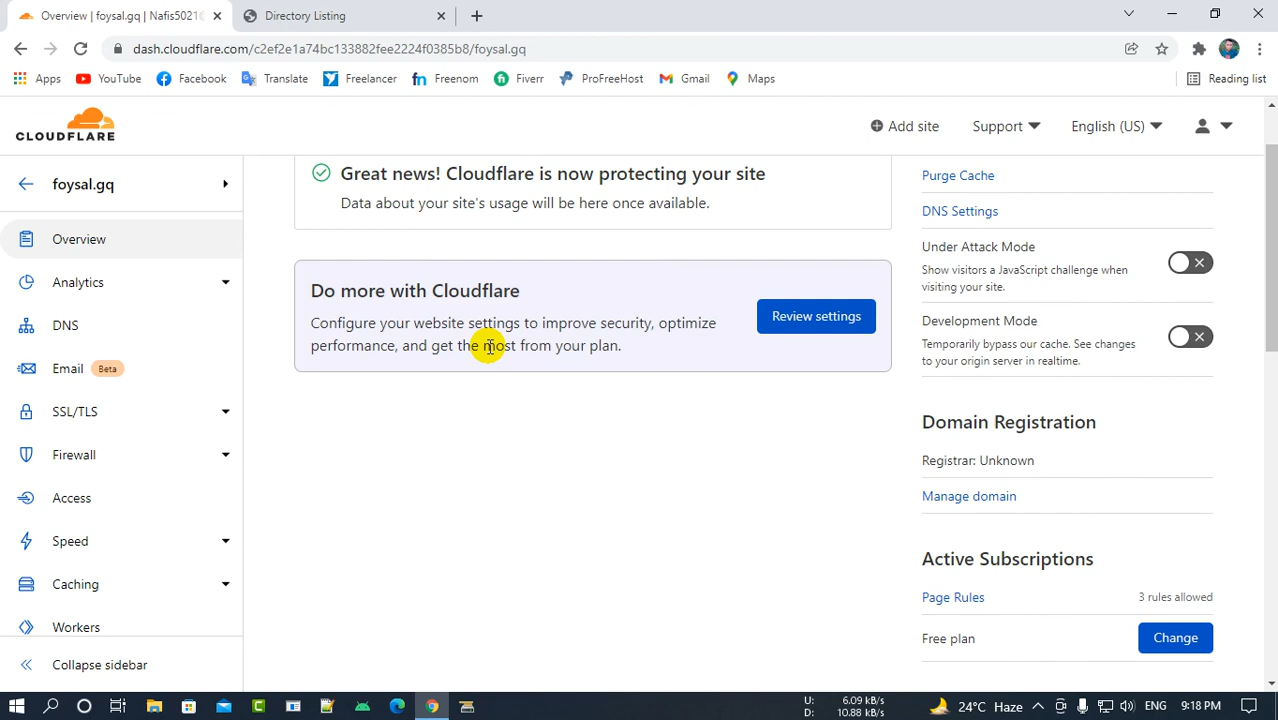 Overview | foysal.gq | Nafis5021
Directory Listing
dash.cloudflare.com/c2ef2e1a74bc133882fee2224f0385b8/foysal.gq
Apps
YouTube
Facebook
Translate
Freelancer
Freenom
Fiverr
ProFreeHost
Gmail
Maps
Reading list
CLOUDFLARE
Add site
Support
English (US)
foysal.gq
Overview
Analytics
DNS
Email Beta
SSL/TLS
Firewall
Access
Speed
Caching
Workers
Collapse sidebar
Great news! Cloudflare is now protecting your site
Data about your site's usage will be here once available.
Do more with Cloudflare
Configure your website settings to improve security, optimize
performance, and get the most from your plan.
Review settings
Purge Cache
DNS Settings
Under Attack Mode
Show visitors a JavaScript challenge when
visiting your site.
Development Mode
Temporarily bypass our cache. See changes
to your origin server in realtime.
Domain Registration
Registrar: Unknown
Manage domain
Active Subscriptions
Page Rules
3 rules allowed
Free plan
Change
U: 6.09 kB/s
D: 10.88 kB/s
24°C Haze
ENG
9:18 PM